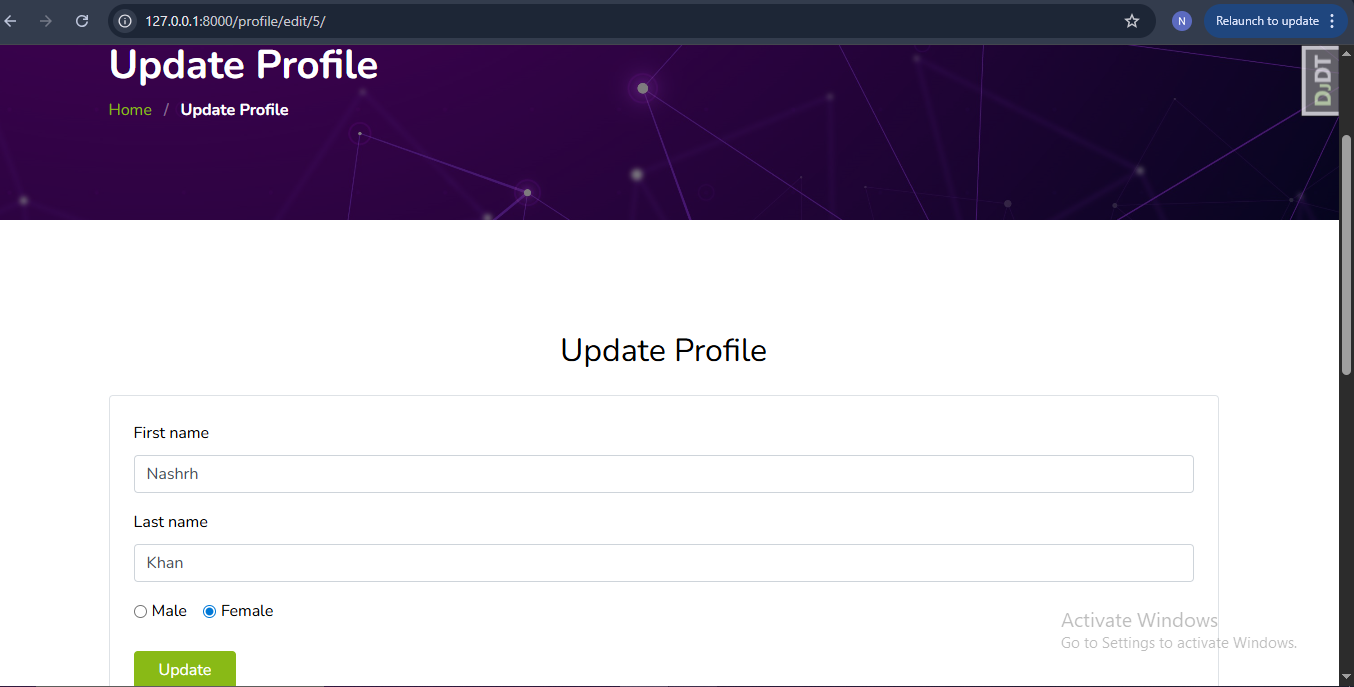 127.0.0.1:8000/profile/edit/5/
N
Relaunch to update
Update Profile
DjDT
Home / Update Profile
Update Profile
First name
Nashrh
Last name
Khan
Male
Female
Update
Activate Windows
Go to Settings to activate Windows.